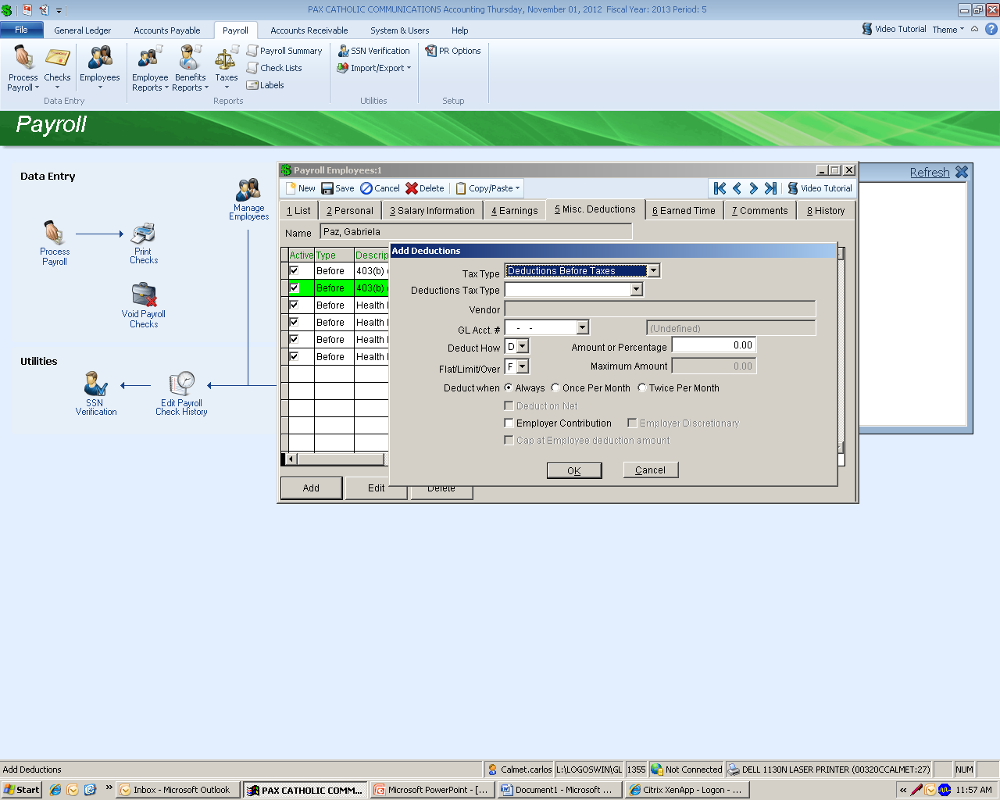 PAX CATHOLIC COMMUNICATIONS Accounting Thursday, November 01, 2012 Fiscal Year: 2013 Period: 5
File General Ledger Accounts Payable Payroll Accounts Receivable System & Users Help Video Tutorial Theme
Process Payroll
Checks
Employees
Data Entry
Employee Reports
Benefits Reports
Taxes
Payroll Summary
Check Lists
Labels
Reports
SSN Verification
Import/Export
Utilities
PR Options
Setup
Payroll
Data Entry
Manage
Employees
Process
Payroll
Print
Checks
Void Payroll
Checks
Utilities
SSN
Verification
Edit Payroll
Check History
Refresh
Payroll Employees:1
New Save Cancel Delete Copy/Paste Video Tutorial
1 List 2 Personal 3 Salary Information 4 Earnings 5 Misc. Deductions 6 Earned Time 7 Comments 8 History
Name Paz, Gabriela
Active Type Descrip
Before 403(b)
Before 403(b)
Before Health
Before Health
Before Health
Before Health
Add Edit Delete
Add Deductions
Tax Type Deductions Before Taxes
Deductions Tax Type
Vendor
GL Acct. # - - (Undefined)
Deduct How D Amount or Percentage 0.00
Flat/Limit/Over F Maximum Amount 0.00
Deduct when Always Once Per Month Twice Per Month
Deduct on Net
Employer Contribution Employer Discretionary
Cap at Employee deduction amount
OK Cancel
Add Deductions Calmet.carlos L:\LOGOSWIN\GL 1355 Not Connected DELL 1130N LASER PRINTER (00320CCALMET:27) NUM
Start Inbox - Microsoft Outlook PAX CATHOLIC COMM... Microsoft PowerPoint - [... Document1 - Microsoft ... Citrix XenApp - Logon - ... 11:57 AM